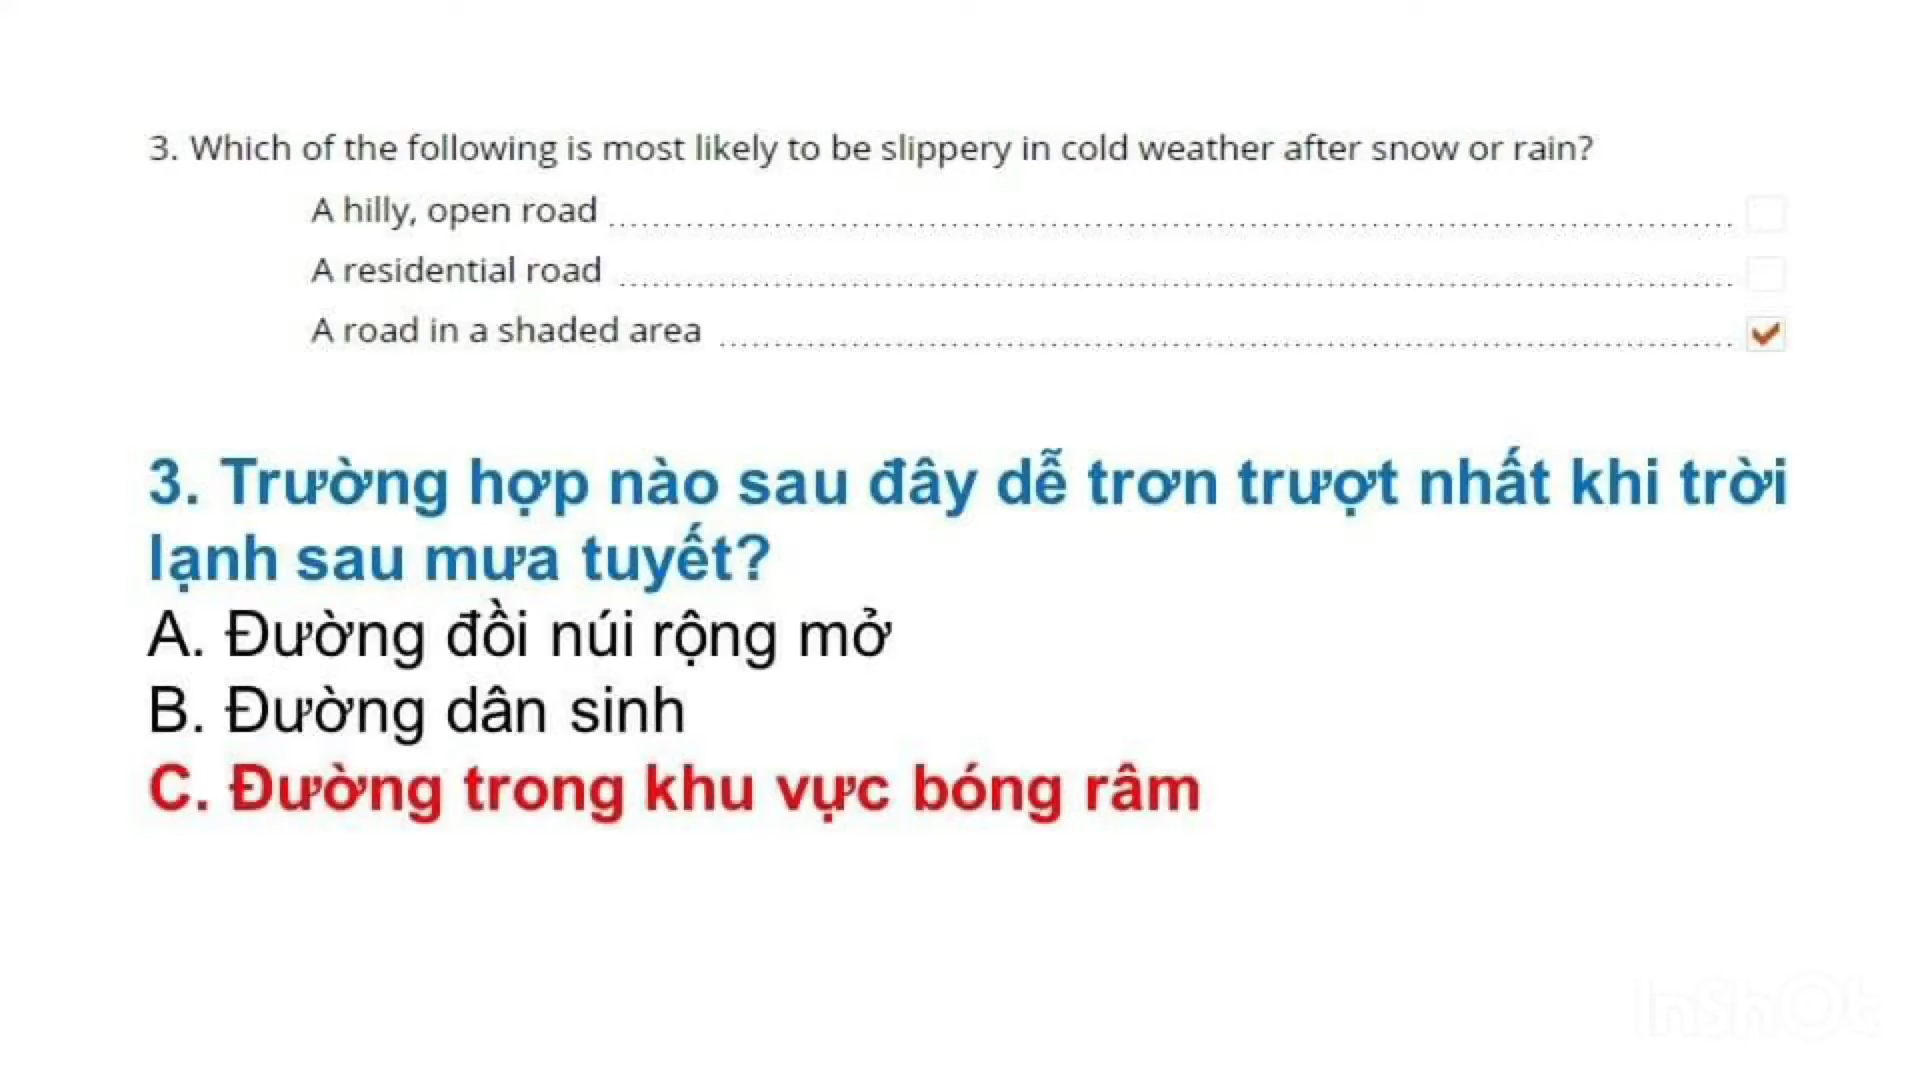 3. Which of the following is most likely to be slippery in cold weather after snow or rain?
A hilly, open road
A residential road
A road in a shaded area
3. Trường hợp nào sau đây dễ trơn trượt nhất khi trời
lạnh sau mưa tuyết?
A. Đường đồi núi rộng mở
B. Đường dân sinh
C. Đường trong khu vực bóng râm
InShOt